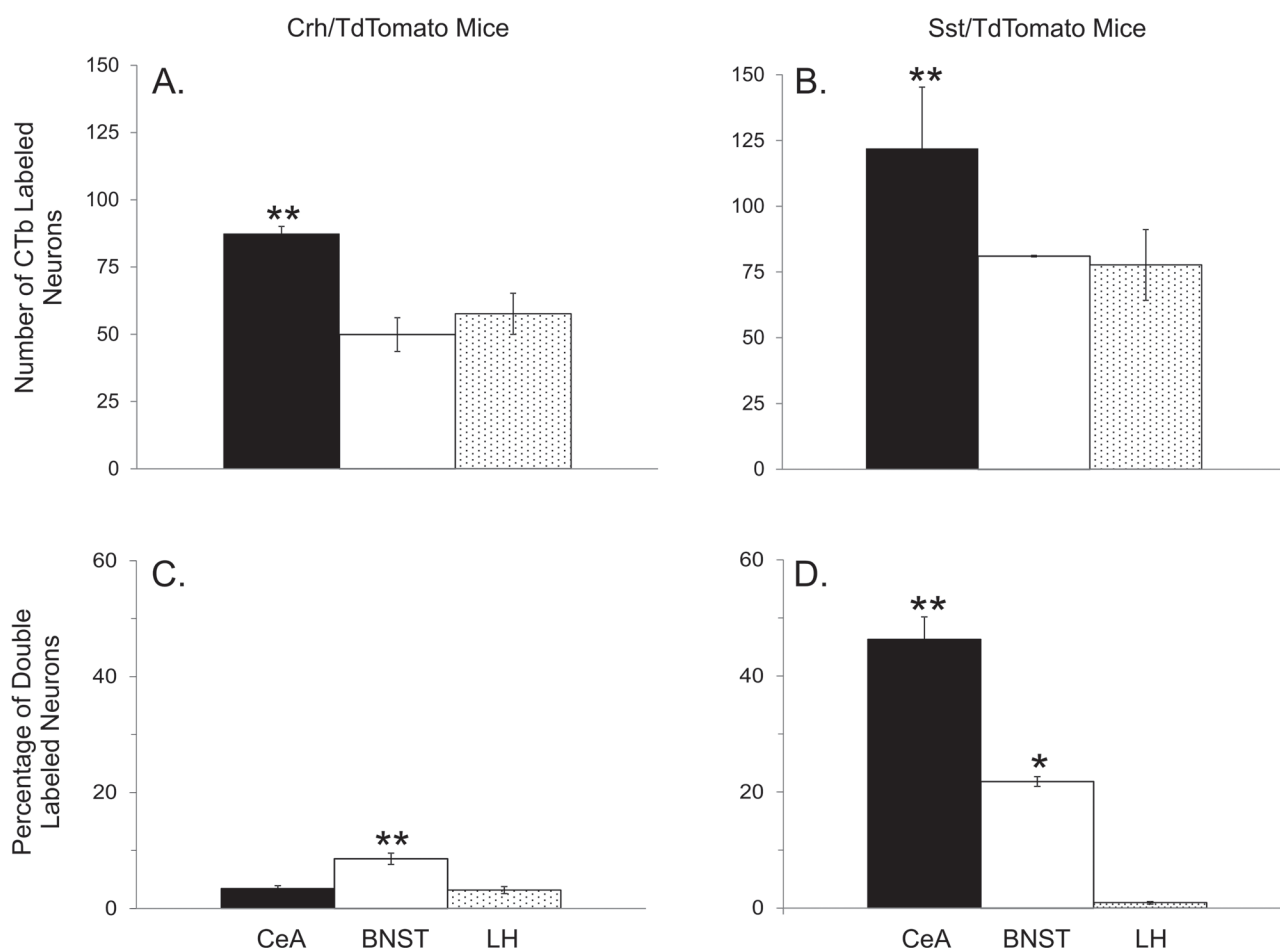 Crh/TdTomato Mice
Sst/TdTomato Mice
Number of CTb Labeled
Neurons
A.
150
125
100
75
50
25
0
**
B.
150
125
100
75
50
25
0
**
Percentage of Double
Labeled Neurons
C.
60
40
20
0
**
CeA BNST LH
D.
60
40
20
0
**
*
CeA BNST LH